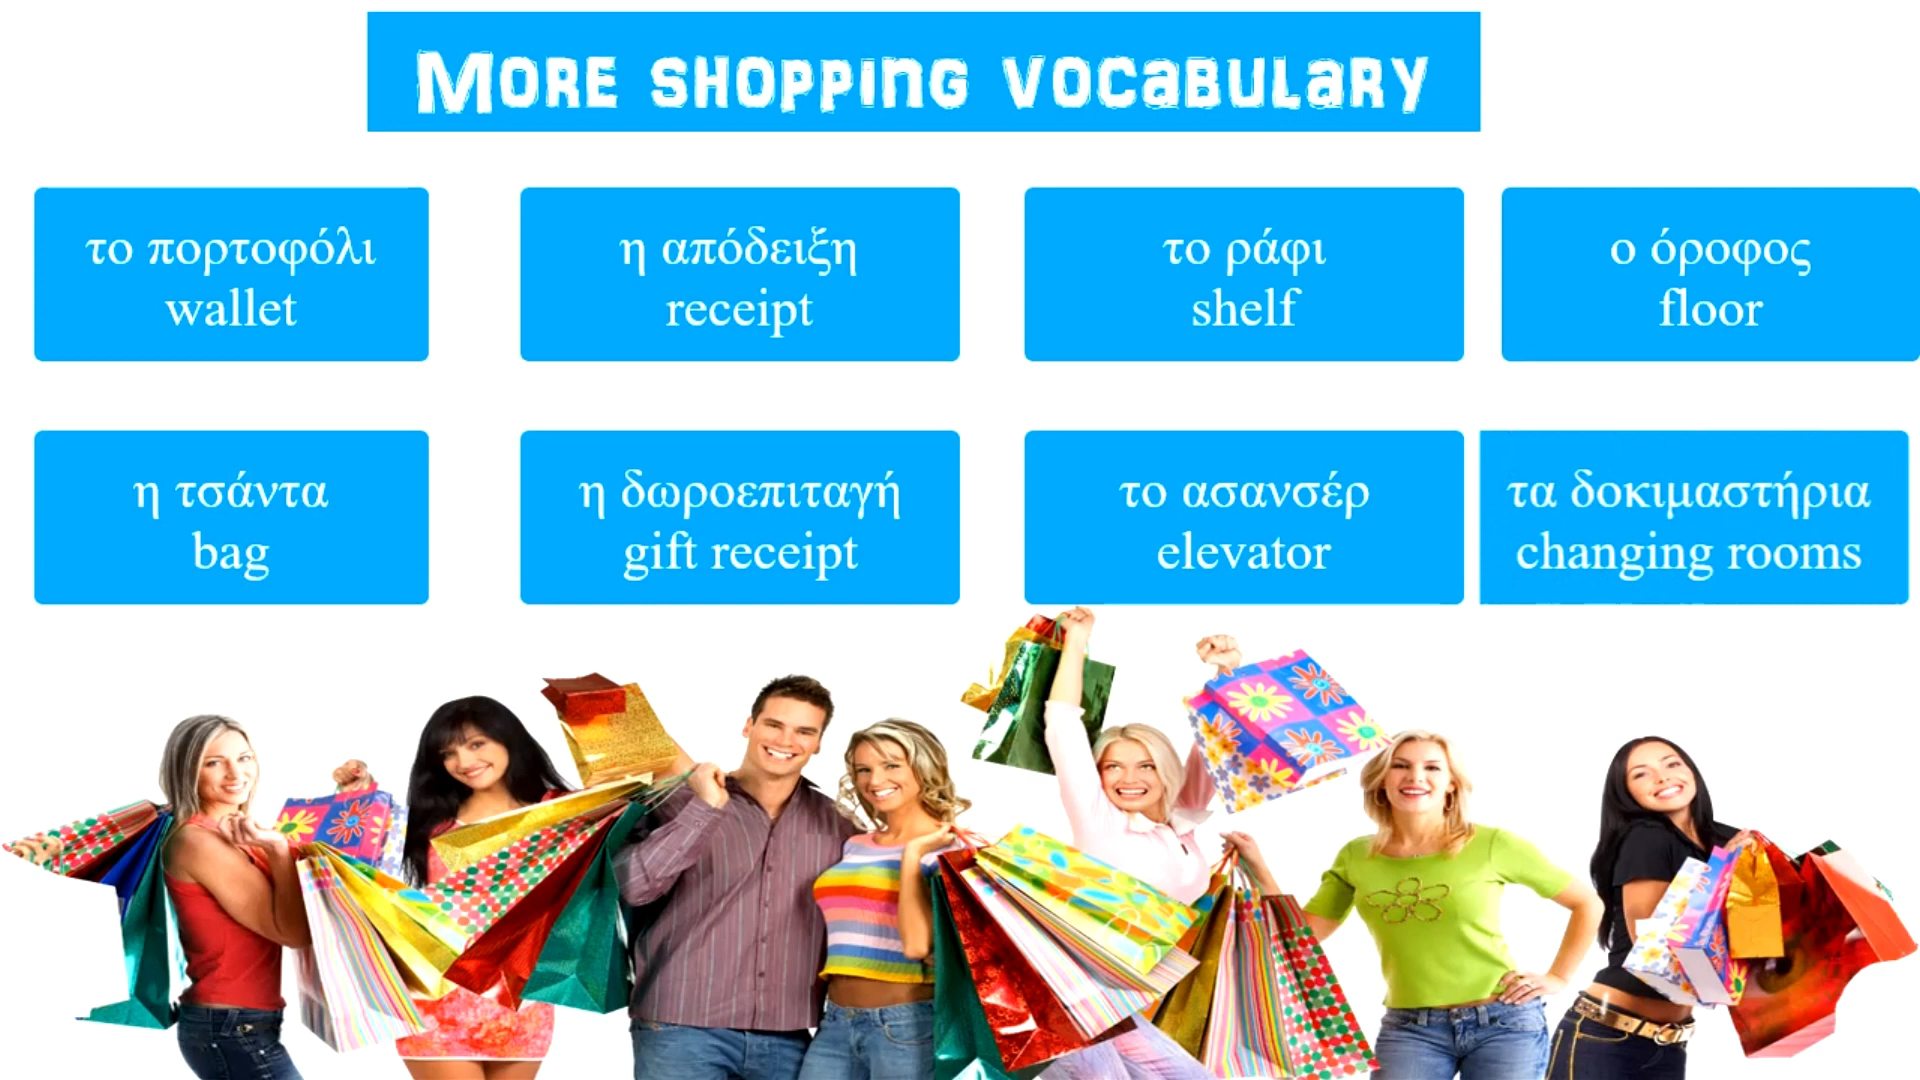 More shopping vocabulary
το πορτοφόλι
wallet
η απόδειξη
receipt
το ράφι
shelf
ο όροφος
floor
η τσάντα
bag
η δωροεπιταγή
gift receipt
το ασανσέρ
elevator
τα δοκιμαστήρια
changing rooms